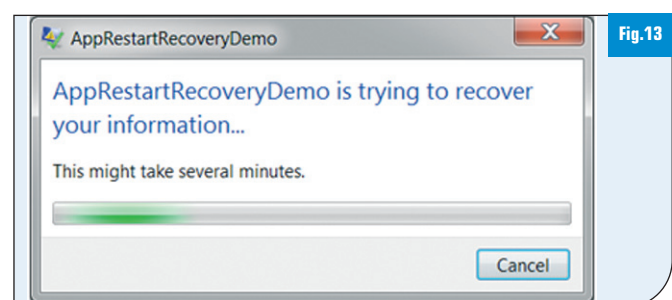 Fig.13
AppRestartRecoveryDemo
AppRestartRecoveryDemo is trying to recover
your information...
This might take several minutes.
Cancel